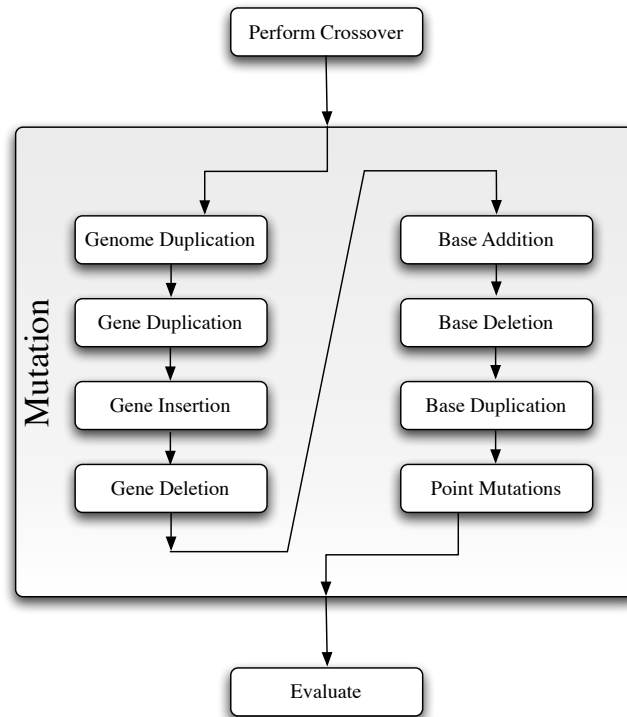 Perform Crossover
Mutation
Genome Duplication
Gene Duplication
Gene Insertion
Gene Deletion
Base Addition
Base Deletion
Base Duplication
Point Mutations
Evaluate